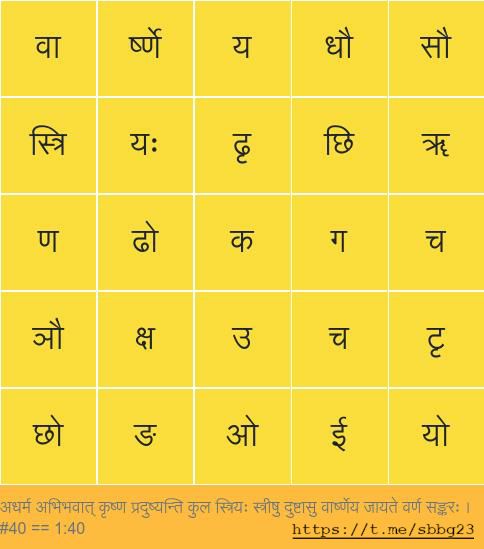 वा र्ष्णे य धौ सौ
स्त्रि यः ढृ छि ॠ
ण ढो क ग च
ञौ क्ष उ च टृ
छो ङ ओ ई यो
अधर्म अभिभवात् कृष्ण प्रदुष्यन्ति कुल स्त्रियः स्त्रीषु दुष्टासु वार्ष्णेय जायते वर्ण सङ्करः ।
#40 == 1:40 https://t.me/sbbg23